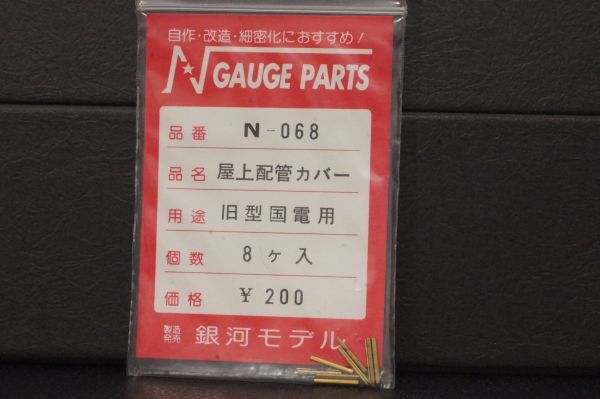 自作・改造・細密化におすすめ!
N GAUGE PARTS
品番 N-068
品名 屋上配管カバー
用途 旧型国電用
個数 8ヶ入
価格 ¥200
製造発売 銀河モデル